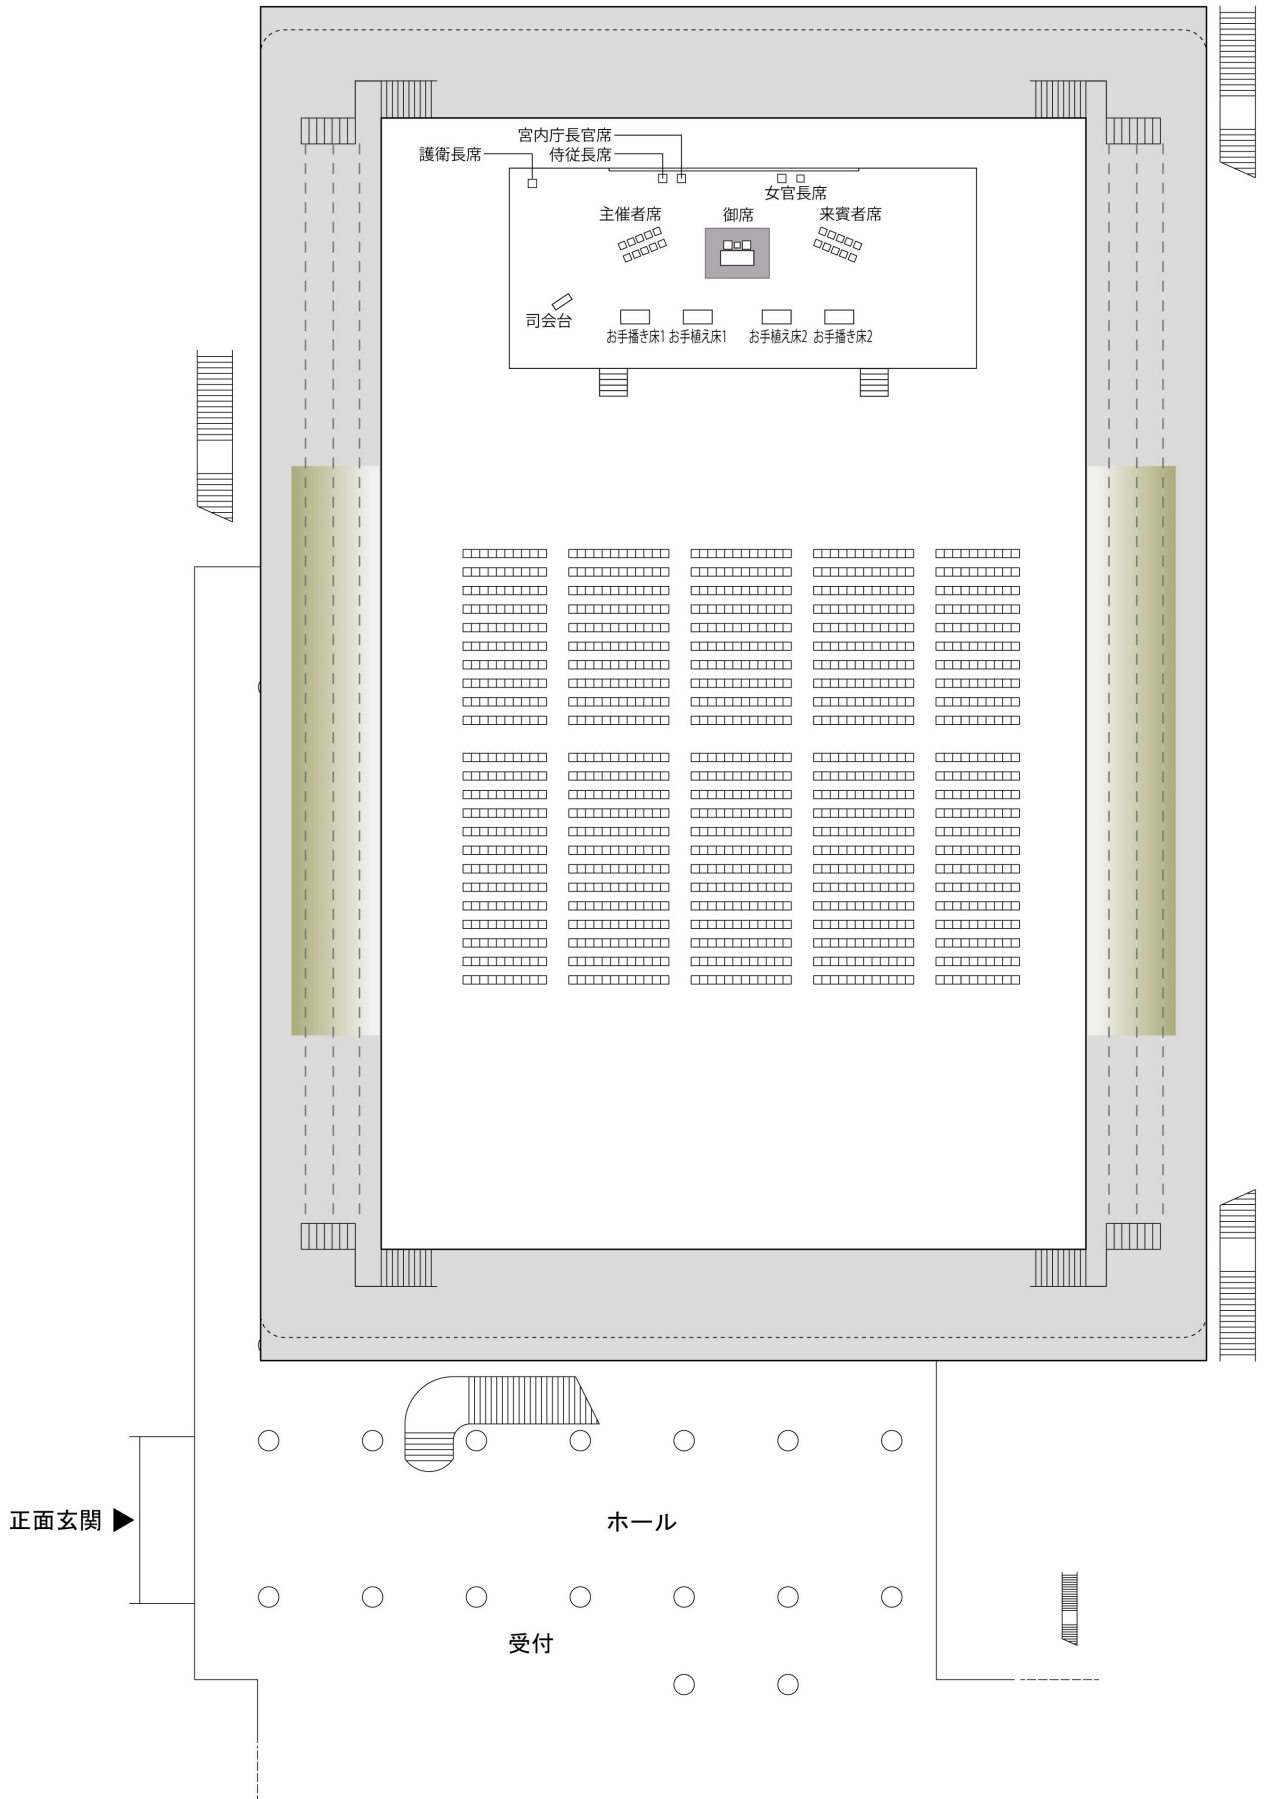 宮内庁長官席
護衛長席
侍従長席
女官長席
主催者席
御席
来賓者席
司会台
お手播き床1
お手植え床1
お手植え床2
お手播き床2
正面玄関 ▶
ホール
受付